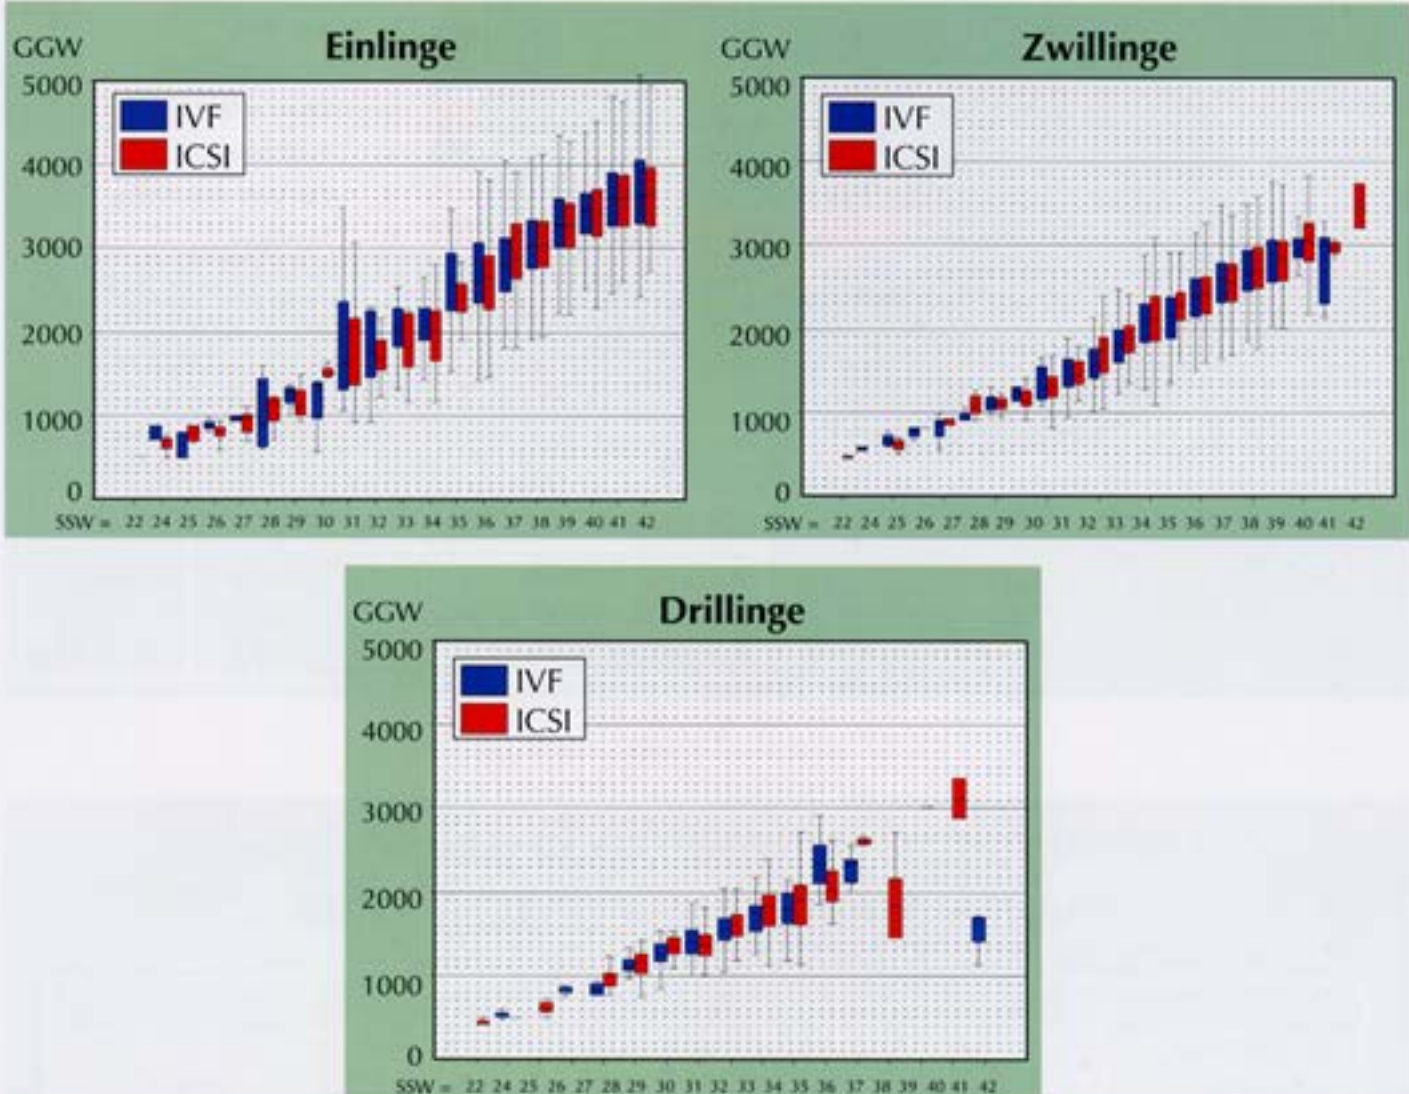 GGW Einlinge
5000
4000
3000
2000
1000
0
IVF
ICSI
SSW = 22 24 25 26 27 28 29 30 31 32 33 34 35 36 37 38 39 40 41 42
GGW Zwillinge
5000
4000
3000
2000
1000
0
IVF
ICSI
SSW = 22 24 25 26 27 28 29 30 31 32 33 34 35 36 37 38 39 40 41 42
GGW Drillinge
5000
4000
3000
2000
1000
0
IVF
ICSI
SSW = 22 24 25 26 27 28 29 30 31 32 33 34 35 36 37 38 39 40 41 42